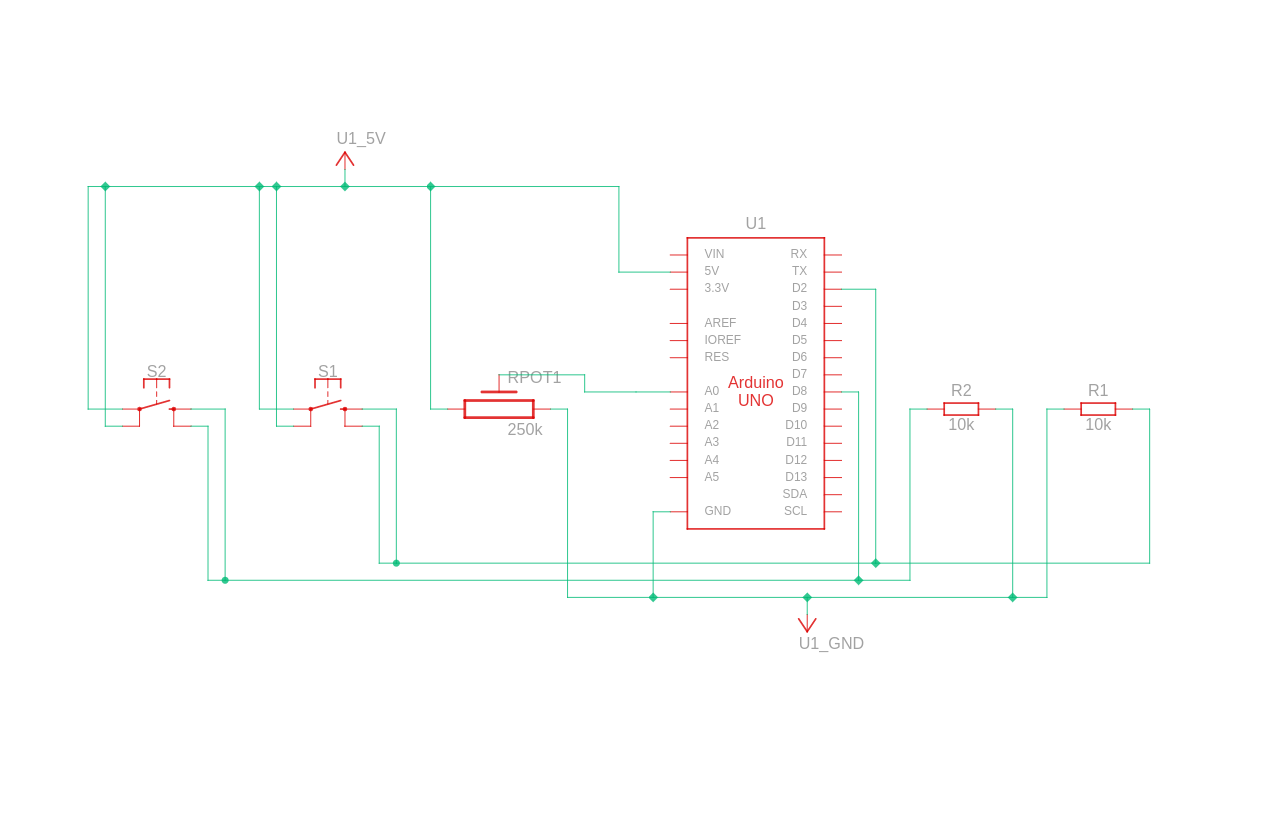 U1_5V
U1
VIN RX
5V TX
3.3V D2
D3
AREF D4
IOREF D5
RES D6
D7
A0 D8
A1 D9
A2 D10
A3 D11
A4 D12
A5 D13
SDA
GND SCL
Arduino
UNO
S2
S1
RPOT1
250k
R2
10k
R1
10k
U1_GND